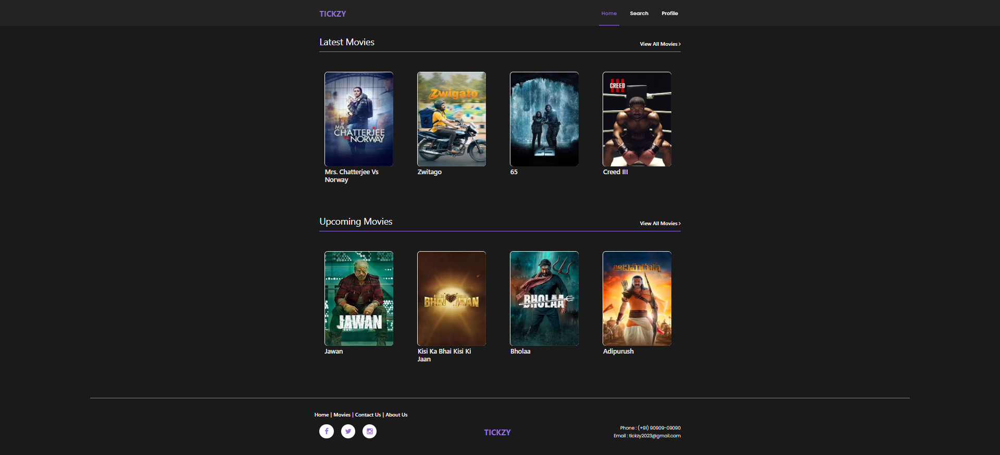 TICKZY
Home Search Profile
Latest Movies
View All Movies >
Mrs.
CHATTERJEE
VS NORWAY
Zwigato
65
CREED
III
Mrs. Chatterjee Vs
Norway
Zwitago
65
Creed III
Upcoming Movies
View All Movies >
JAWAN
BHAI JAAN
BHOLAA
Jawan
Kisi Ka Bhai Kisi Ki
Jaan
Bholaa
Adipurush
Home | Movies | Contact Us | About Us
TICKZY
Phone : (+91) 90909-09090
Email : tickzy2023@gmail.com